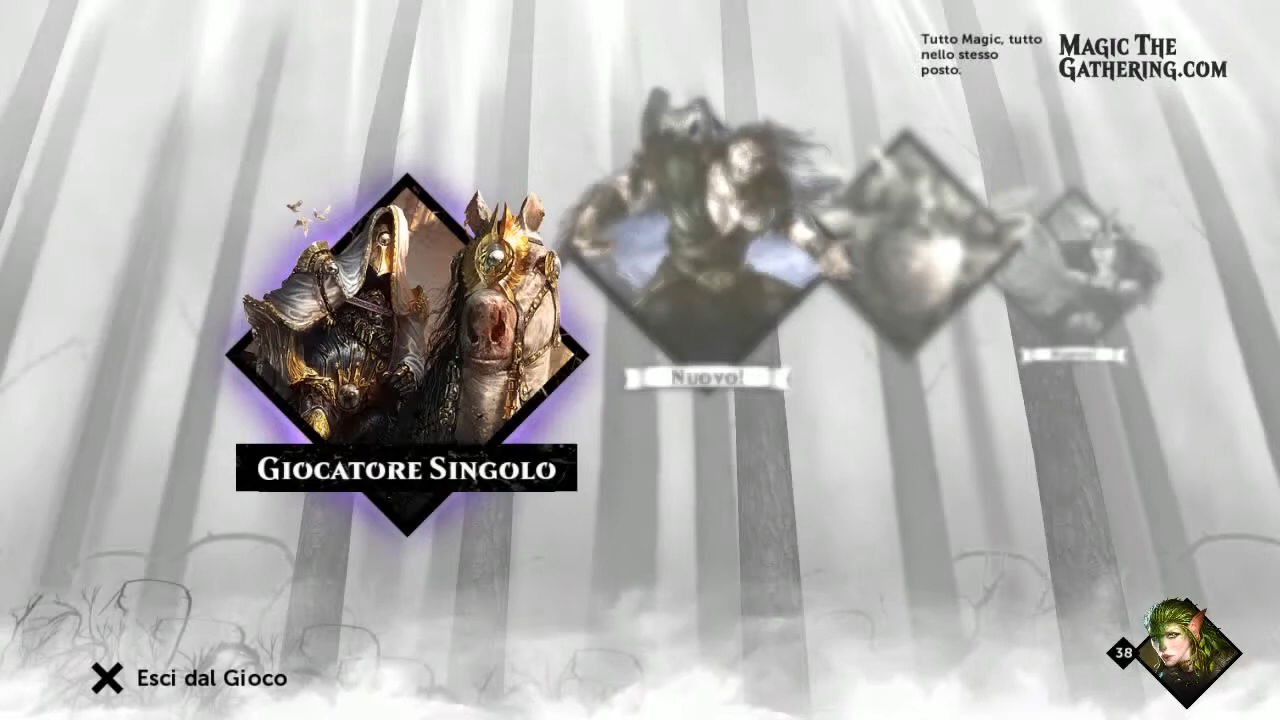 Tutto Magic, tutto
nello stesso
posto.
Magic The
Gathering.com
Nuovo!
Giocatore Singolo
Esci dal Gioco
38